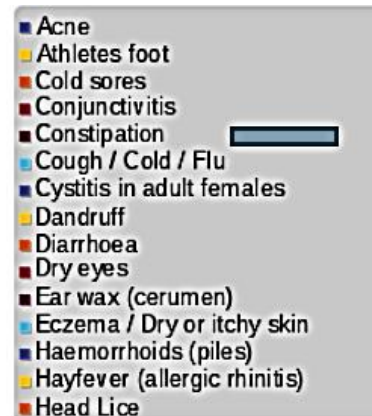 Acne
Athletes foot
Cold sores
Conjunctivitis
Constipation
Cough / Cold / Flu
Cystitis in adult females
Dandruff
Diarrhoea
Dry eyes
Ear wax (cerumen)
Eczema / Dry or itchy skin
Haemorrhoids (piles)
Hayfever (allergic rhinitis)
Head Lice